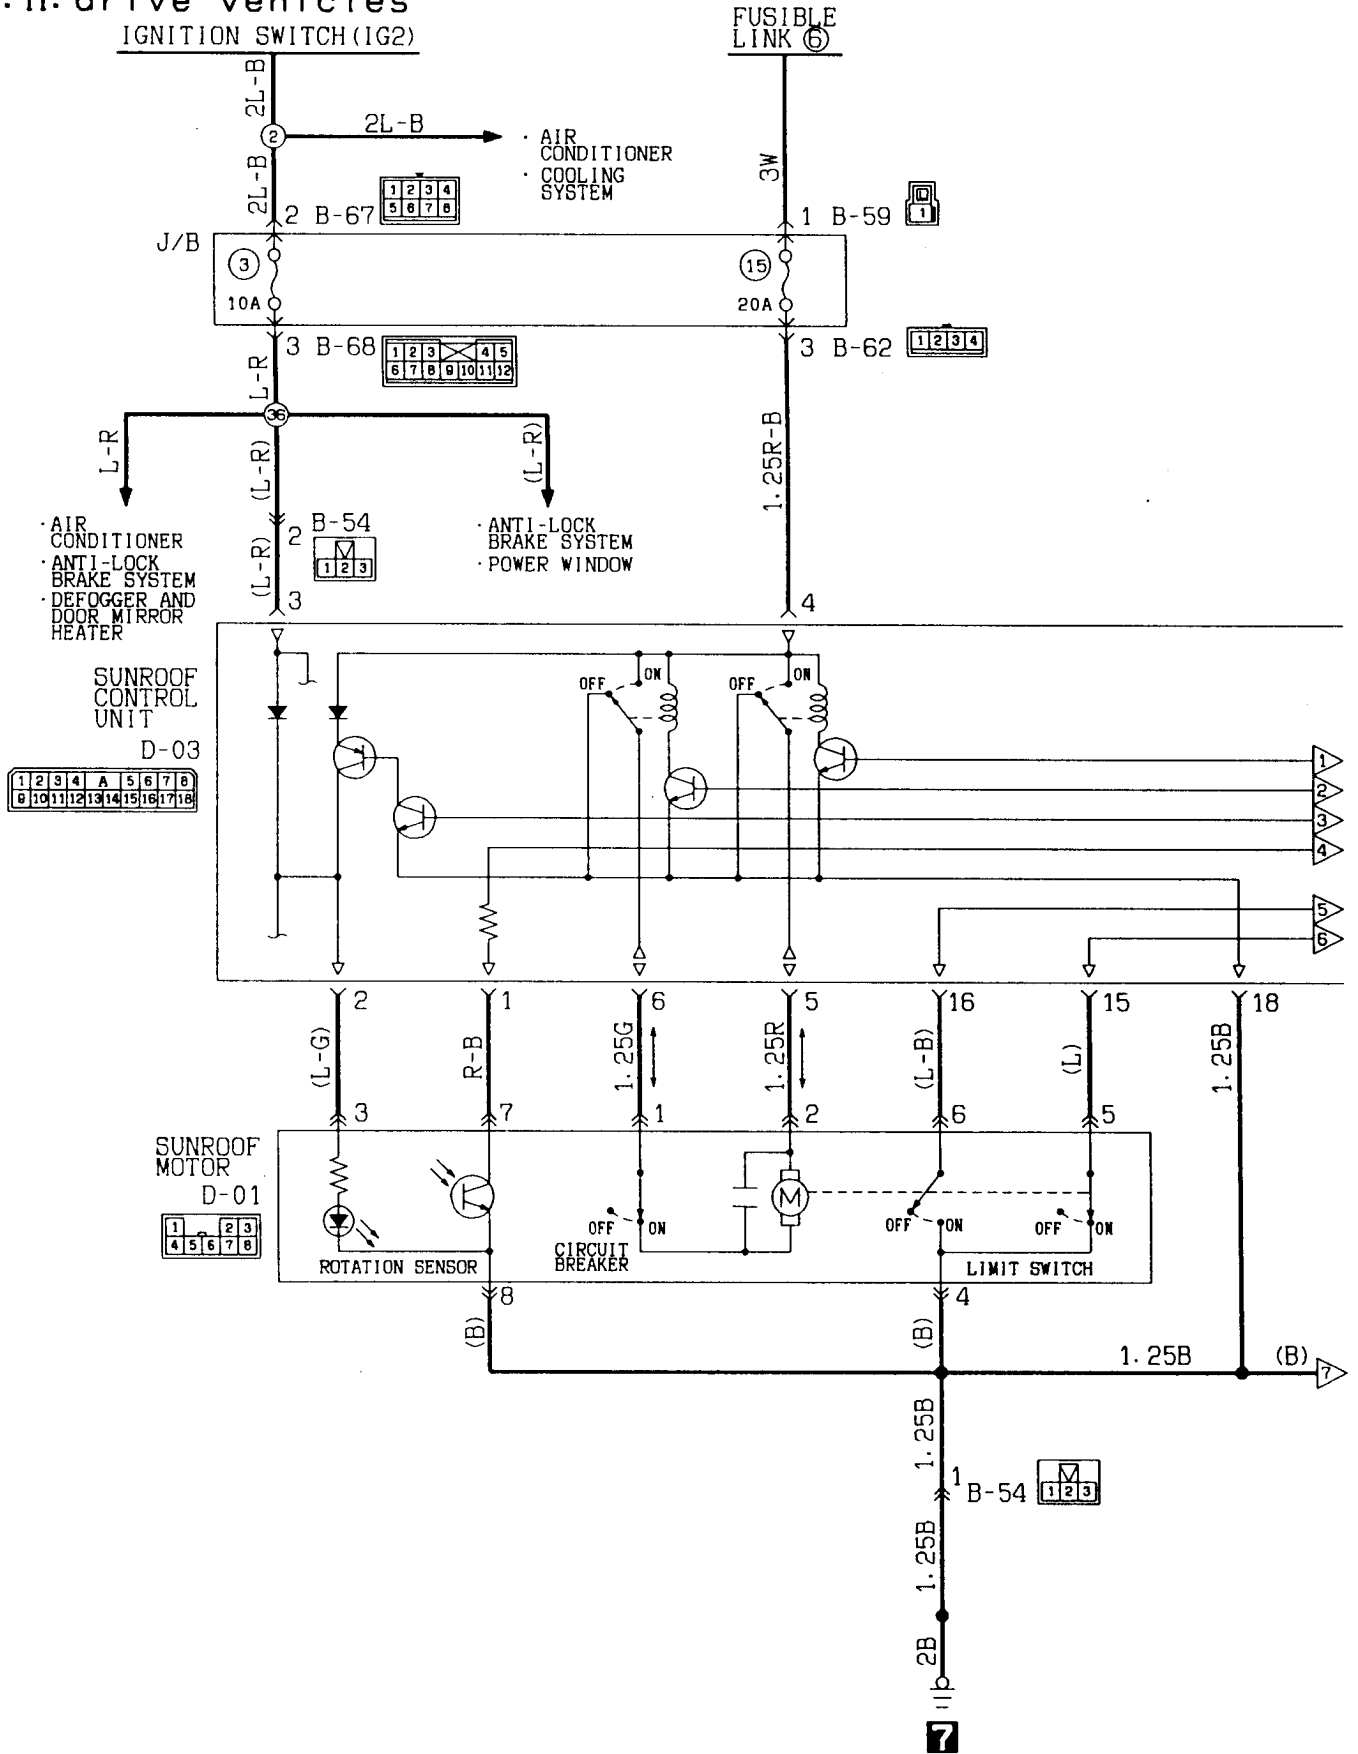 .H. drive vehicles
IGNITION SWITCH(IG2)
FUSIBLE
LINK 6
2L-B
2
2L-B
· AIR
CONDITIONER
· COOLING
SYSTEM
2L-B
3W
1 2 3 4
5 6 7 8
2 B-67
1 B-59
1
J/B
3
10A
15
20A
3 B-68
1 2 3 4 5
6 7 8 9 10 11 12
3 B-62
1 2 3 4
L-R
36
L-R
(L-R)
(L-R)
1.25R-B
· AIR
CONDITIONER
· ANTI-LOCK
BRAKE SYSTEM
· DEFOGGER AND
DOOR MIRROR
HEATER
2 B-54
1 2 3
· ANTI-LOCK
BRAKE SYSTEM
· POWER WINDOW
(L-R)
3
4
SUNROOF
CONTROL
UNIT
D-03
1 2 3 4 A 5 6 7 8
9 10 11 12 13 14 15 16 17 18
OFF ON
OFF ON
1
2
3
4
5
6
2 1 6 5 16 15 18
(L-G)
R-B
1.25G
1.25R
(L-B)
(L)
1.25B
3 7 1 2 6 5
SUNROOF
MOTOR
D-01
1 2 3
4 5 6 7 8
M
OFF ON
OFF ON
OFF ON
ROTATION SENSOR
CIRCUIT
BREAKER
LIMIT SWITCH
8
4
(B)
(B)
1.25B
(B)
7
1.25B
1 B-54
1 2 3
1.25B
2B
7